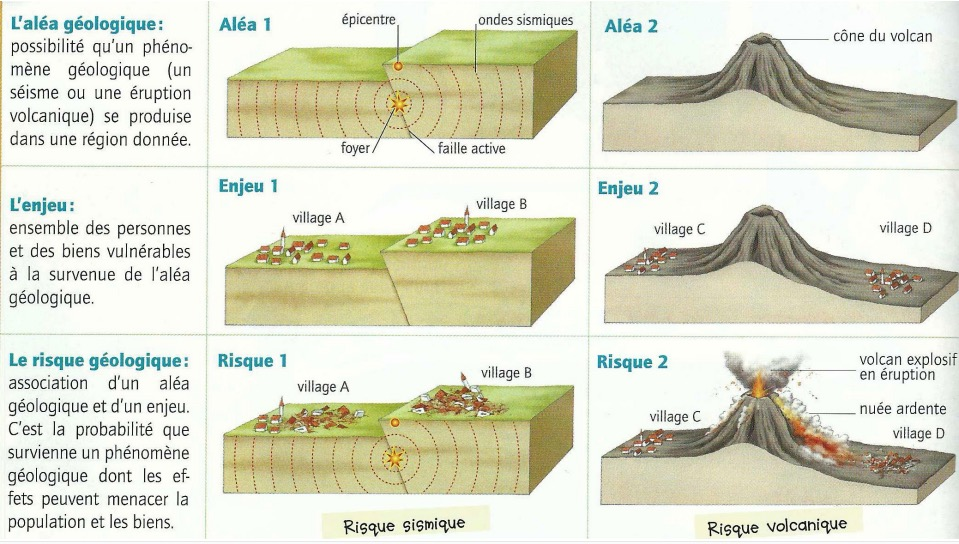 L'aléa géologique :
possibilité qu'un phéno-
mène géologique (un
séisme ou une éruption
volcanique) se produise
dans une région donnée.
Aléa 1
épicentre
ondes sismiques
foyer
faille active
Aléa 2
cône du volcan
L'enjeu :
ensemble des personnes
et des biens vulnérables
à la survenue de l'aléa
géologique.
Enjeu 1
village A
village B
Enjeu 2
village C
village D
Le risque géologique :
association d'un aléa
géologique et d'un enjeu.
C'est la probabilité que
survienne un phénomène
géologique dont les ef-
fets peuvent menacer la
population et les biens.
Risque 1
village A
village B
Risque sismique
Risque 2
volcan explosif
en éruption
nuée ardente
village C
village D
Risque volcanique